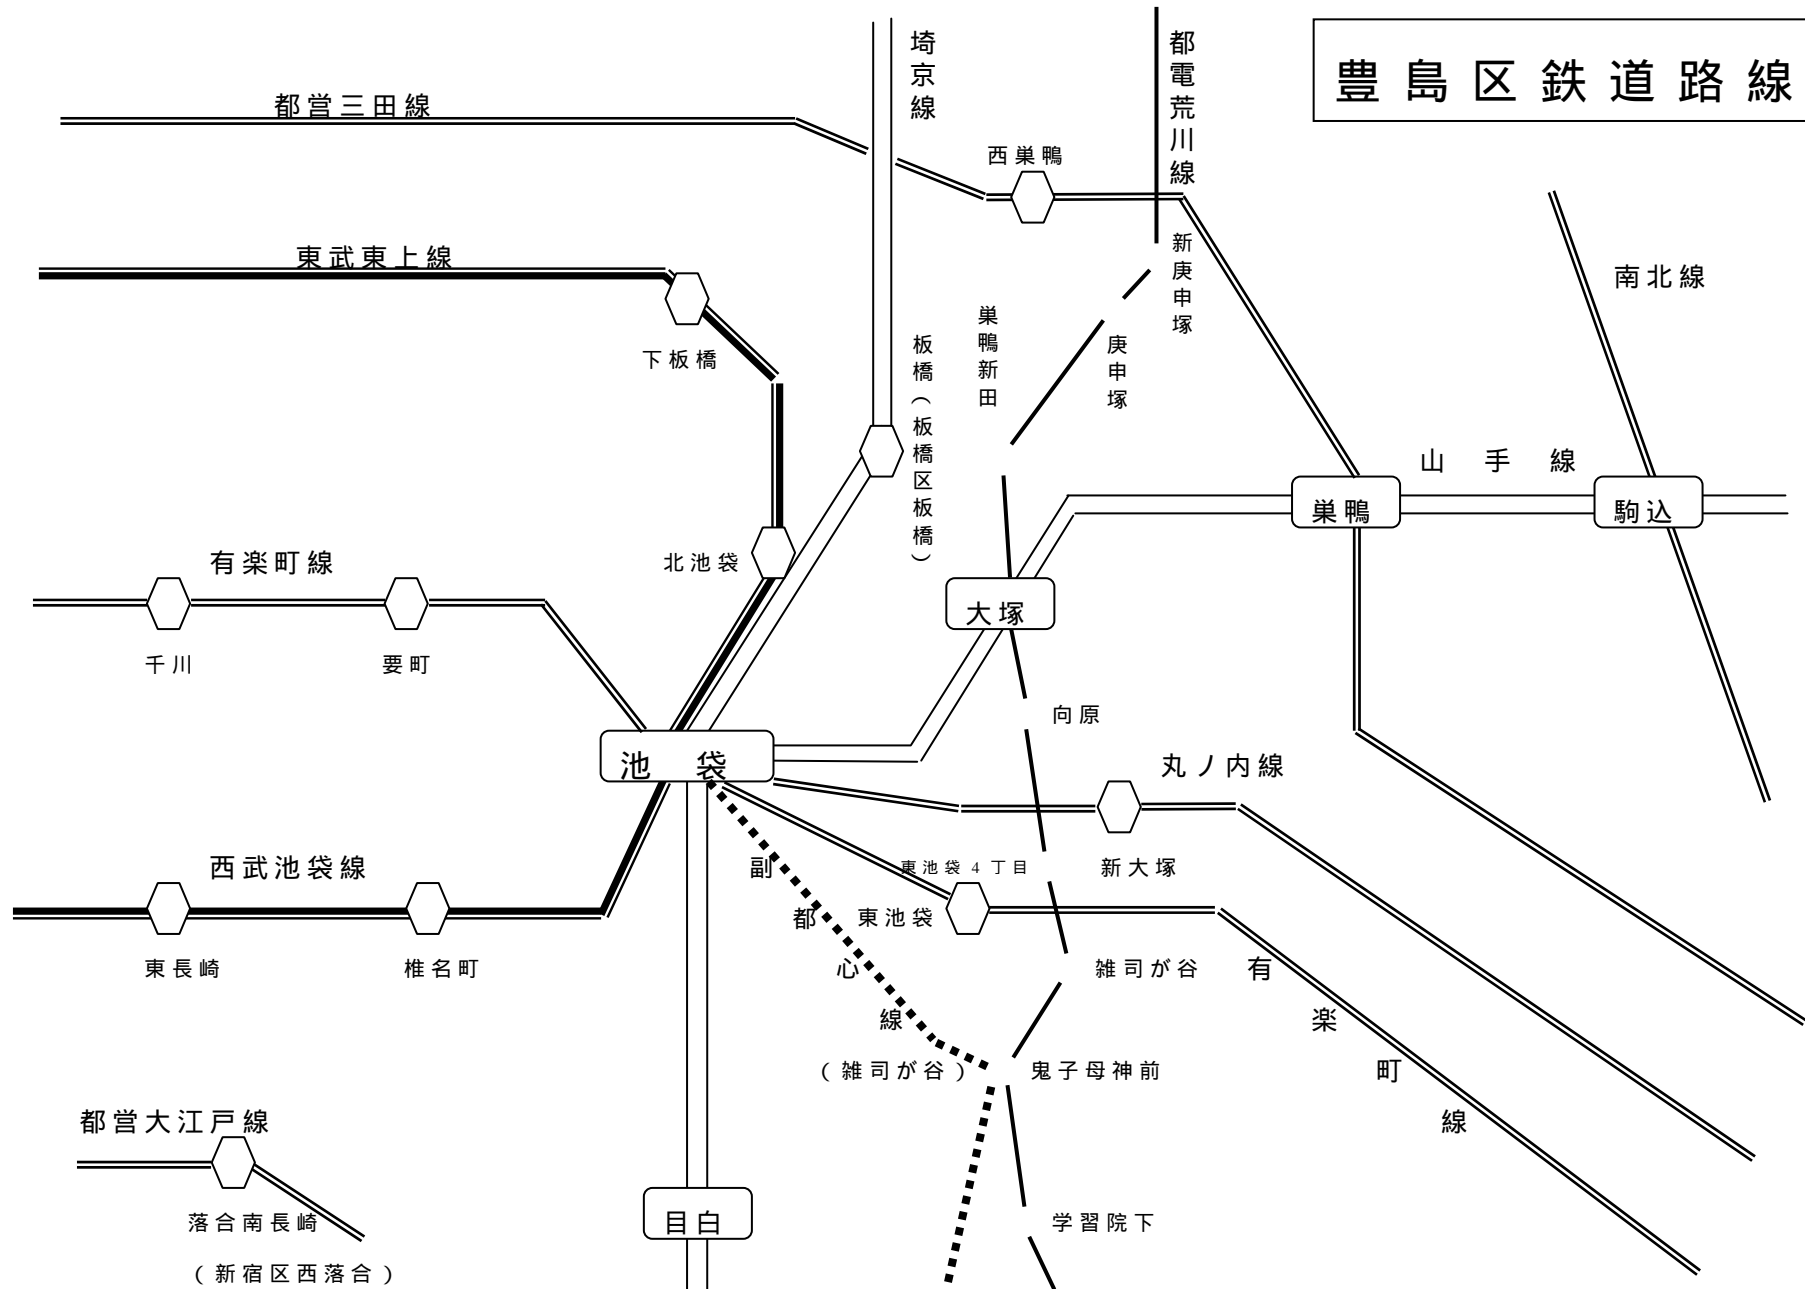 豊島区鉄道路線
埼京線
都電荒川線
都営三田線
西巣鴨
東武東上線
新庚申塚
南北線
巣鴨新田
庚申塚
板橋（板橋区板橋）
下板橋
山手線
巣鴨
駒込
有楽町線
北池袋
大塚
千川
要町
向原
池袋
丸ノ内線
西武池袋線
副都心線
東池袋4丁目
新大塚
東池袋
東長崎
椎名町
雑司が谷
有楽町線
（雑司が谷）
鬼子母神前
都営大江戸線
落合南長崎
目白
学習院下
（新宿区西落合）